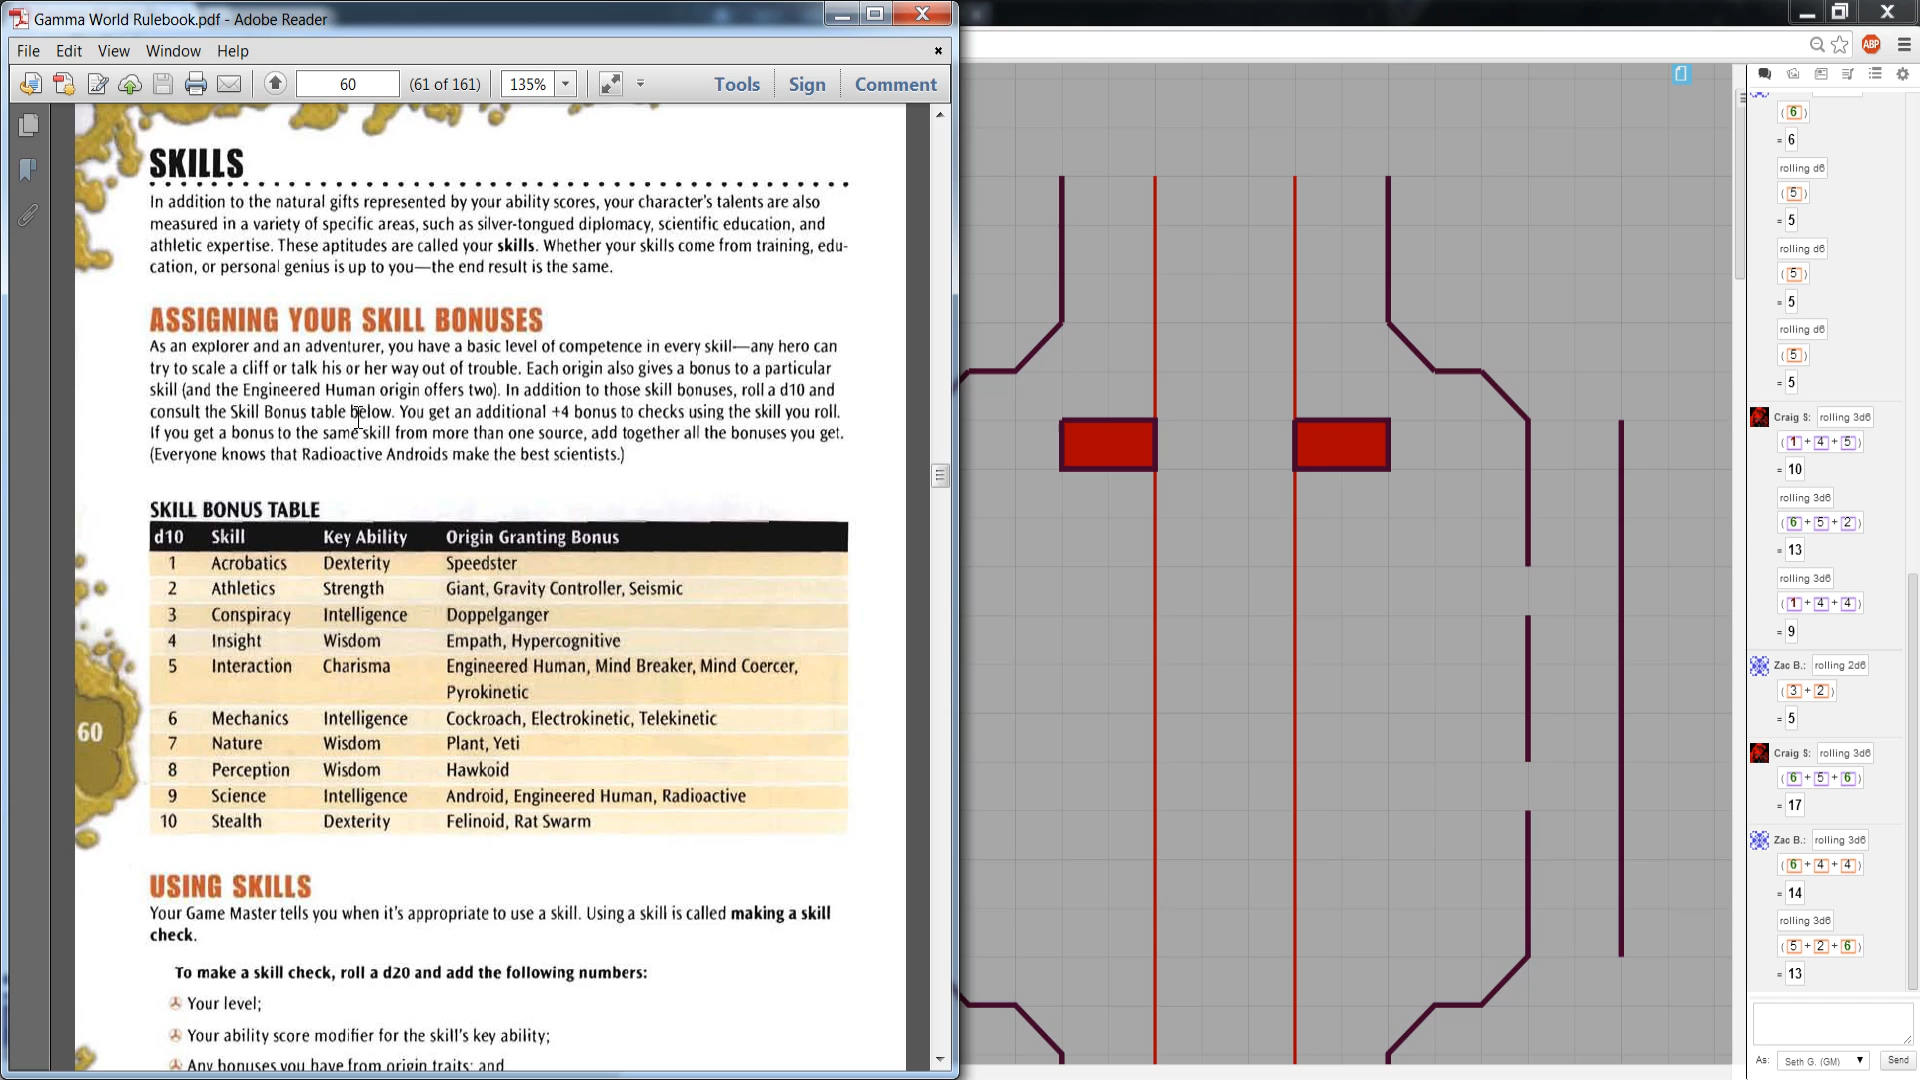 Gamma World Rulebook.pdf - Adobe Reader
File Edit View Window Help
60 (61 of 161) 135% Tools Sign Comment
SKILLS
In addition to the natural gifts represented by your ability scores, your character's talents are also
measured in a variety of specific areas, such as silver-tongued diplomacy, scientific education, and
athletic expertise. These aptitudes are called your skills. Whether your skills come from training, edu-
cation, or personal genius is up to you—the end result is the same.
ASSIGNING YOUR SKILL BONUSES
As an explorer and an adventurer, you have a basic level of competence in every skill—any hero can
try to scale a cliff or talk his or her way out of trouble. Each origin also gives a bonus to a particular
skill (and the Engineered Human origin offers two). In addition to those skill bonuses, roll a d10 and
consult the Skill Bonus table below. You get an additional +4 bonus to checks using the skill you roll.
If you get a bonus to the same skill from more than one source, add together all the bonuses you get.
(Everyone knows that Radioactive Androids make the best scientists.)
SKILL BONUS TABLE
d10 Skill Key Ability Origin Granting Bonus
1 Acrobatics Dexterity Speedster
2 Athletics Strength Giant, Gravity Controller, Seismic
3 Conspiracy Intelligence Doppelganger
4 Insight Wisdom Empath, Hypercognitive
5 Interaction Charisma Engineered Human, Mind Breaker, Mind Coercer,
Pyrokinetic
6 Mechanics Intelligence Cockroach, Electrokinetic, Telekinetic
7 Nature Wisdom Plant, Yeti
8 Perception Wisdom Hawkoid
9 Science Intelligence Android, Engineered Human, Radioactive
10 Stealth Dexterity Felinoid, Rat Swarm
60
USING SKILLS
Your Game Master tells you when it's appropriate to use a skill. Using a skill is called making a skill
check.
To make a skill check, roll a d20 and add the following numbers:
Your level;
Your ability score modifier for the skill's key ability;
Any bonuses you have from origin traits; and
ABP
(6)
= 6
rolling d6
(5)
= 5
rolling d6
(5)
= 5
rolling d6
(5)
= 5
Craig S: rolling 3d6
(1+4+5)
= 10
rolling 3d6
(6+5+2)
= 13
rolling 3d6
(1+4+4)
= 9
Zac B.: rolling 2d6
(3+2)
= 5
Craig S: rolling 3d6
(6+5+6)
= 17
Zac B.: rolling 3d6
(6+4+4)
= 14
rolling 3d6
(5+2+6)
= 13
As: Seth G. (GM) Send